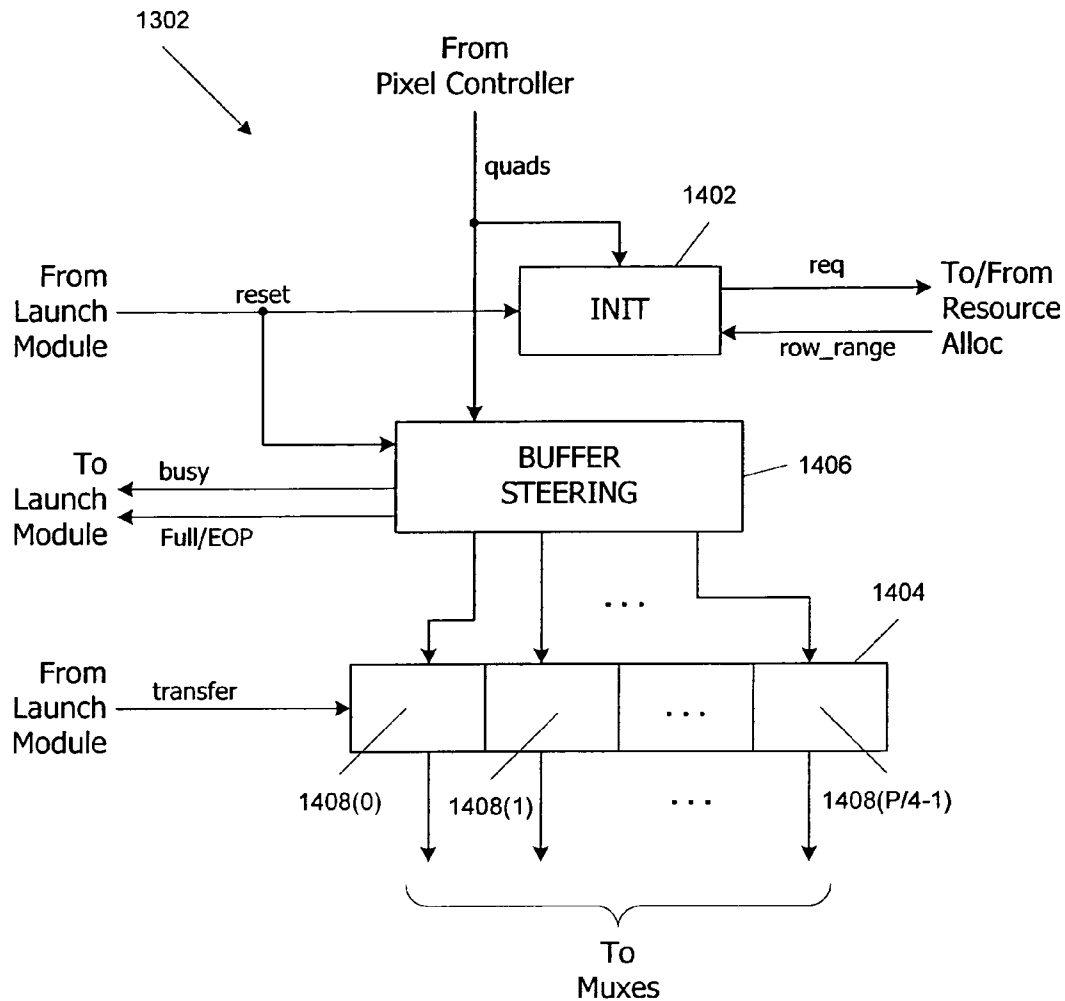 1302
From
Pixel Controller
quads
1402
From
Launch
Module
reset
INIT
req
row_range
To/From
Resource
Alloc
To
Launch
Module
busy
Full/EOP
BUFFER
STEERING
1406
...
1404
From
Launch
Module
transfer
...
1408(0)
1408(1)
...
1408(P/4-1)
To
Muxes